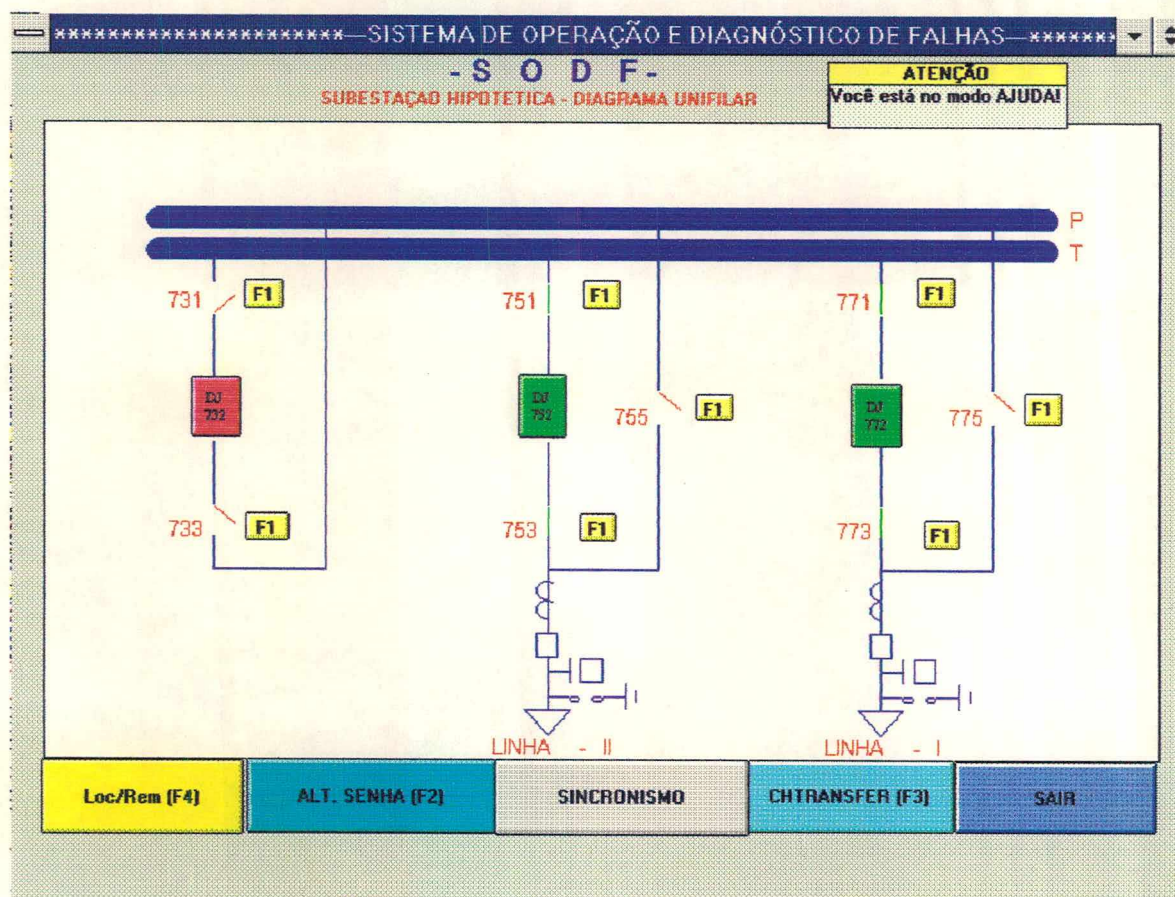 **********************—SISTEMA DE OPERAÇÃO E DIAGNÓSTICO DE FALHAS—*******
- S O D F -
SUBESTAÇAO HIPOTETICA - DIAGRAMA UNIFILAR
ATENÇÃO
Você está no modo AJUDA!
P
T
731 F1
751 F1
771 F1
DJ
732
DJ
752
755 F1
DJ
772
775 F1
733 F1
753 F1
773 F1
LINHA - II
LINHA - I
Loc/Rem (F4)
ALT. SENHA (F2)
SINCRONISMO
CHTRANSFER (F3)
SAIR